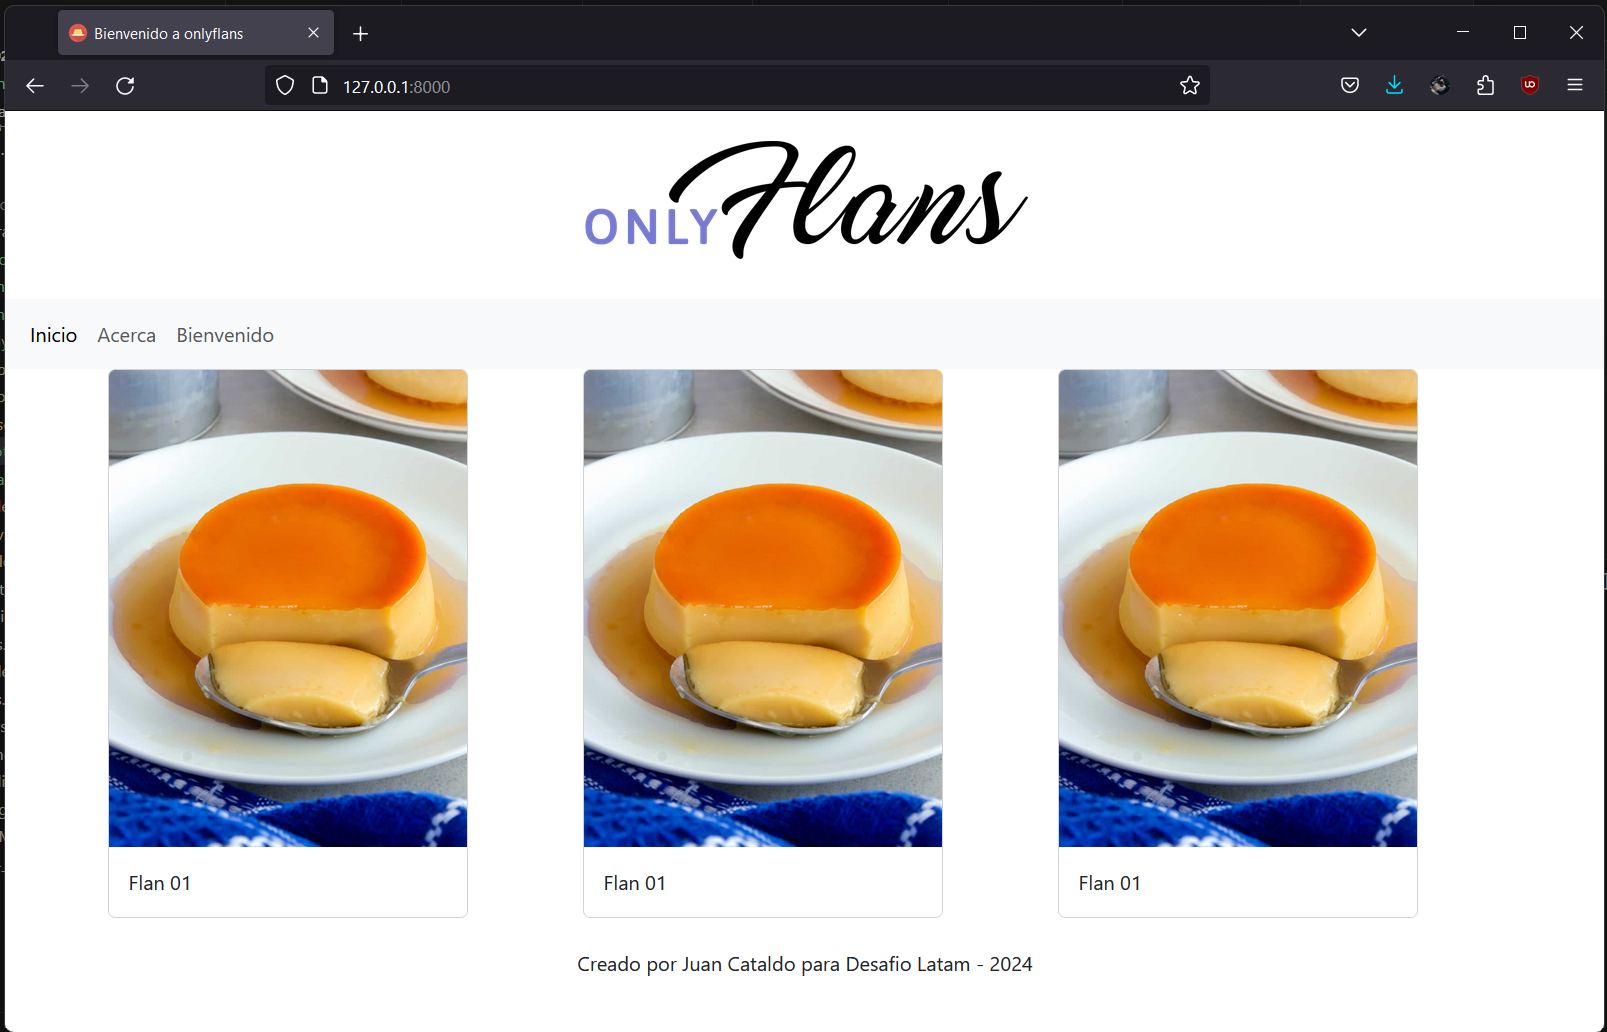 Bienvenido a onlyflans
127.0.0.1:8000
ONLY Flans
Inicio Acerca Bienvenido
Flan 01 Flan 01 Flan 01
Creado por Juan Cataldo para Desafio Latam - 2024